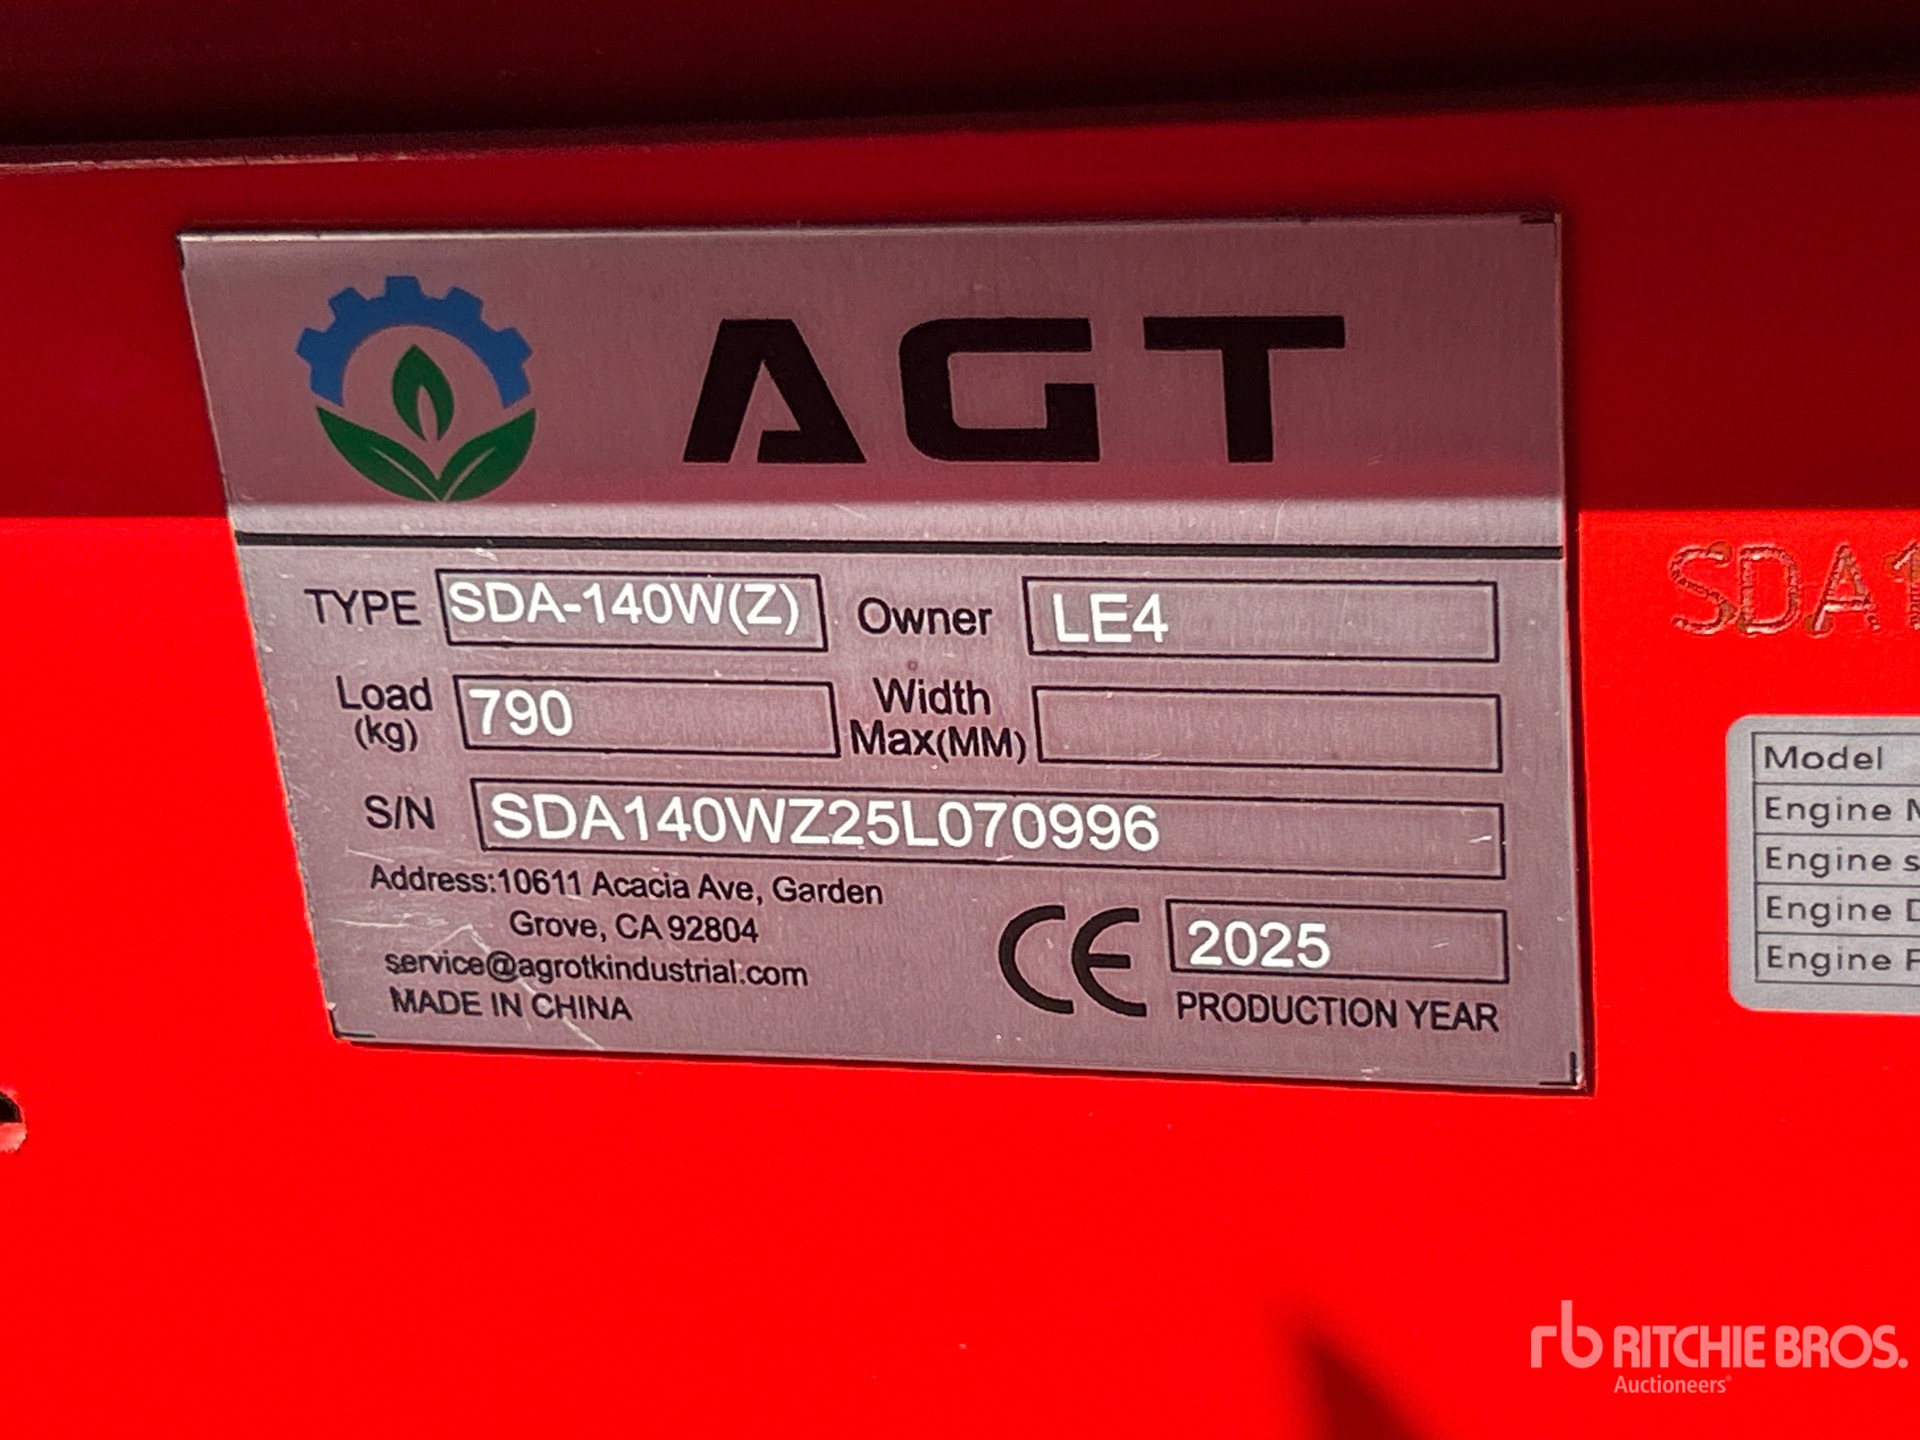 AGT
TYPE SDA-140W(Z) Owner LE4
Load (kg) 790 Width Max(MM)
S/N SDA140WZ25L070996
Address:10611 Acacia Ave, Garden
Grove, CA 92804
service@agrotkindustrial.com
MADE IN CHINA
CE 2025
PRODUCTION YEAR
SDA1
Model
Engine
Engine
Engine
Engine
rb RITCHIE BROS.
Auctioneers